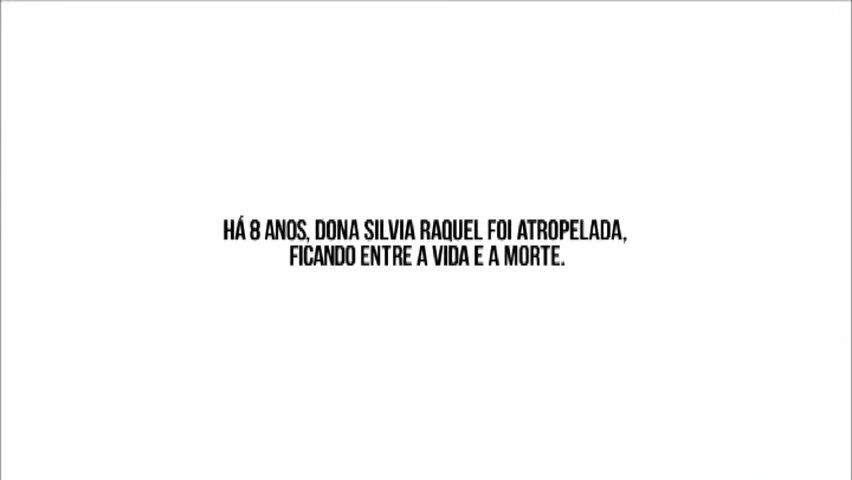 HÁ 8 ANOS, DONA SILVIA RAQUEL FOI ATROPELADA,
FICANDO ENTRE A VIDA E A MORTE.